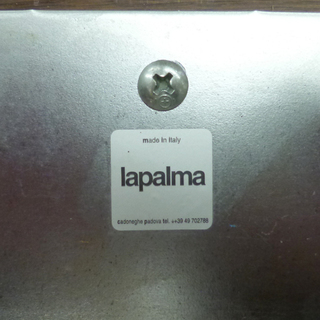 made in Italy
lapalma
cadoneghe padova tel. ++39 49 702788